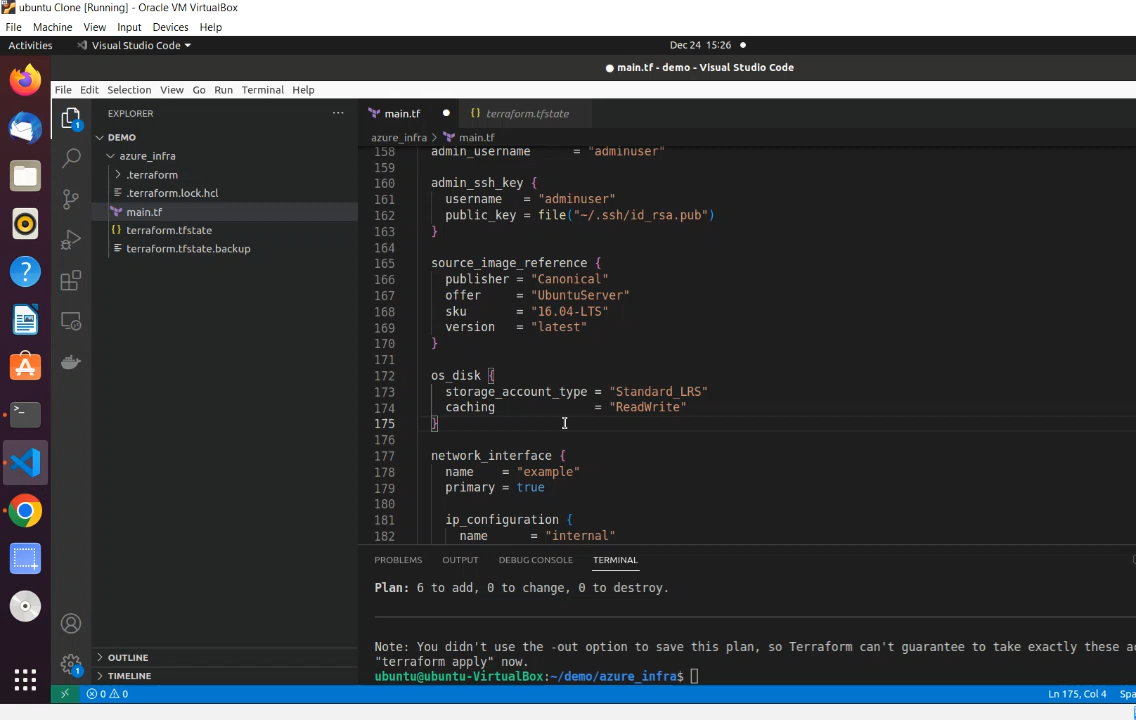 ubuntu Clone [Running] - Oracle VM VirtualBox
File Machine View Input Devices Help
Activities Visual Studio Code Dec 24 15:26
● main.tf - demo - Visual Studio Code
File Edit Selection View Go Run Terminal Help
EXPLORER ...
DEMO
azure_infra
.terraform
.terraform.lock.hcl
main.tf
terraform.tfstate
terraform.tfstate.backup
OUTLINE
TIMELINE
main.tf ● {} terraform.tfstate
azure_infra > main.tf
158 admin_username = "adminuser"
159
160 admin_ssh_key {
161 username = "adminuser"
162 public_key = file("~/.ssh/id_rsa.pub")
163 }
164
165 source_image_reference {
166 publisher = "Canonical"
167 offer = "UbuntuServer"
168 sku = "16.04-LTS"
169 version = "latest"
170 }
171
172 os_disk {
173 storage_account_type = "Standard_LRS"
174 caching = "ReadWrite"
175 }
176
177 network_interface {
178 name = "example"
179 primary = true
180
181 ip_configuration {
182 name = "internal"
PROBLEMS OUTPUT DEBUG CONSOLE TERMINAL
Plan: 6 to add, 0 to change, 0 to destroy.
Note: You didn't use the -out option to save this plan, so Terraform can't guarantee to take exactly these
"terraform apply" now.
ubuntu@ubuntu-VirtualBox:~/demo/azure_infra$
0 0
Ln 175, Col 4